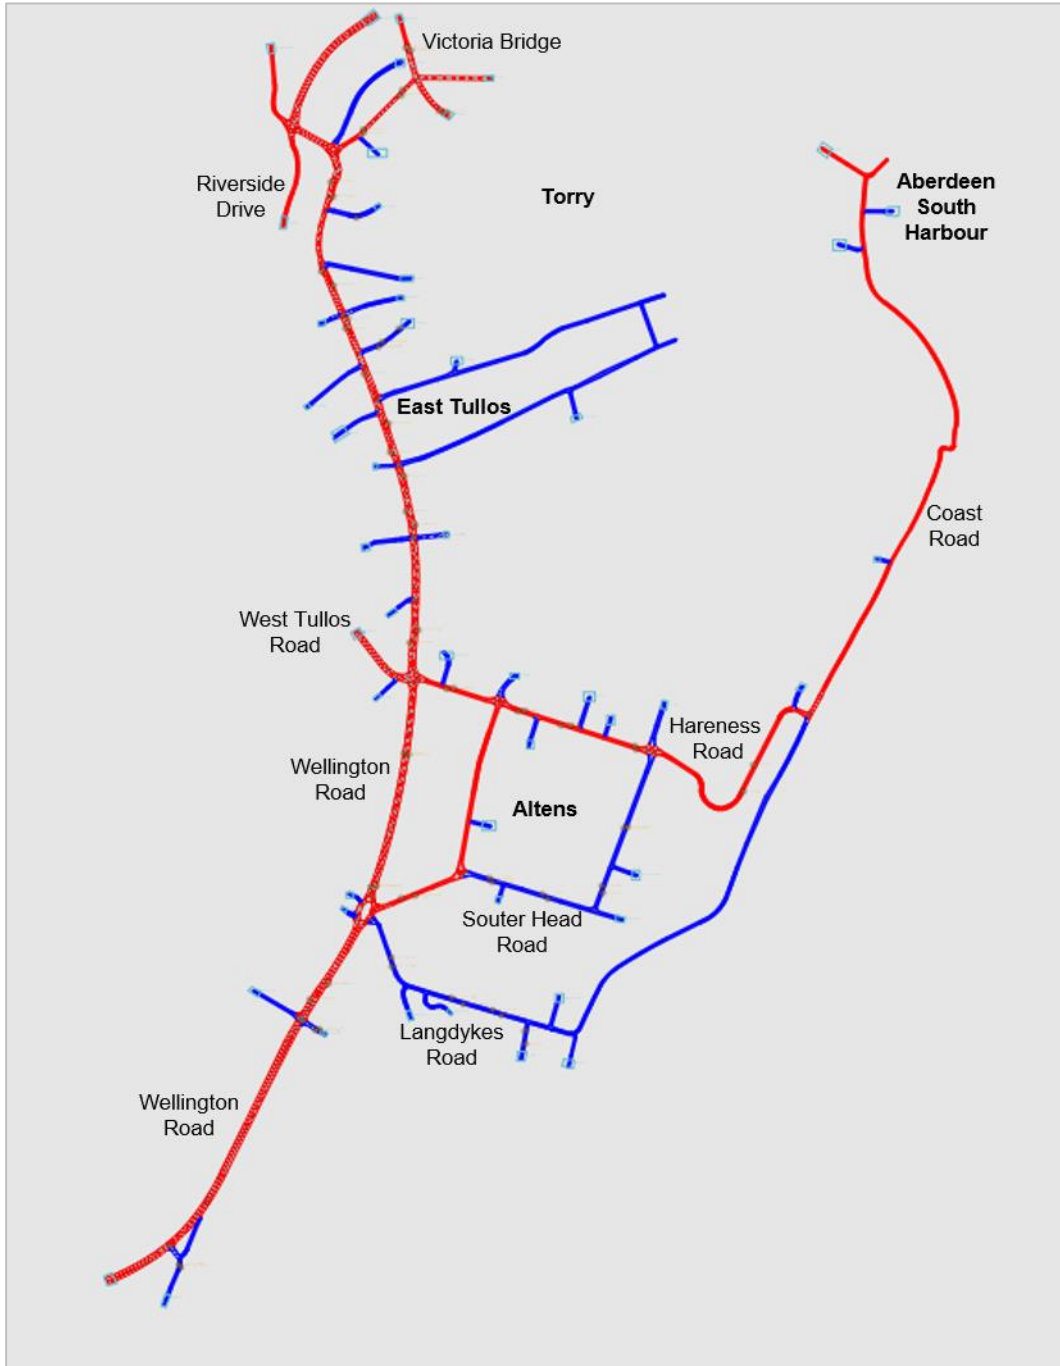 Victoria Bridge
Riverside
Drive
Torry
Aberdeen
South
Harbour
East Tullos
Coast
Road
West Tullos
Road
Hareness
Road
Wellington
Road
Altens
Souter Head
Road
Langdykes
Road
Wellington
Road